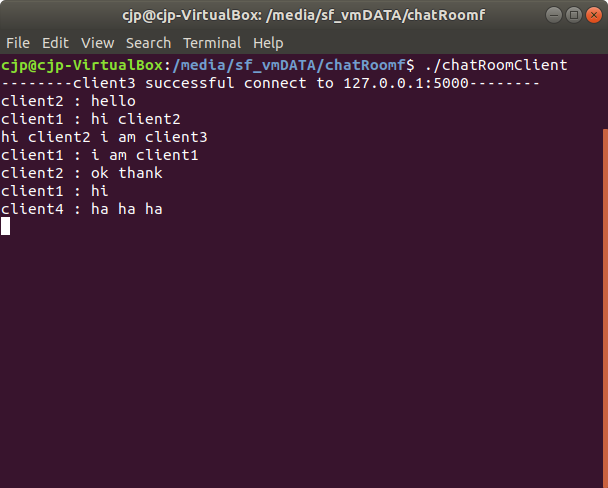 cjp@cjp-VirtualBox: /media/sf_vmDATA/chatRoomf
File Edit View Search Terminal Help
cjp@cjp-VirtualBox:/media/sf_vmDATA/chatRoomf$ ./chatRoomClient
--------client3 successful connect to 127.0.0.1:5000--------
client2 : hello
client1 : hi client2
hi client2 i am client3
client1 : i am client1
client2 : ok thank
client1 : hi
client4 : ha ha ha